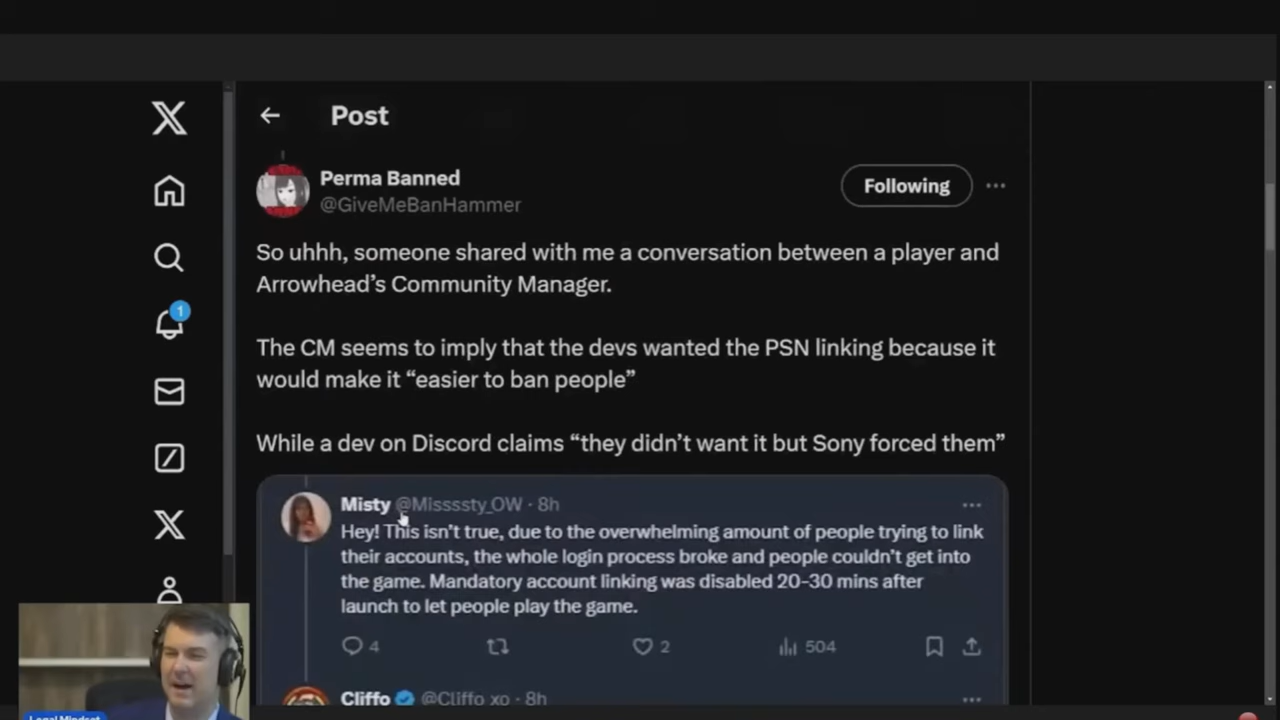 Post
Perma Banned
@GiveMeBanHammer
Following
So uhhh, someone shared with me a conversation between a player and
Arrowhead’s Community Manager.
The CM seems to imply that the devs wanted the PSN linking because it
would make it “easier to ban people”
While a dev on Discord claims “they didn’t want it but Sony forced them”
1
Misty @Missssty_OW · 8h
Hey! This isn’t true, due to the overwhelming amount of people trying to link
their accounts, the whole login process broke and people couldn’t get into
the game. Mandatory account linking was disabled 20-30 mins after
launch to let people play the game.
4
2
504
Cliffo @Cliffo_xo · 8h
Legal Mindset